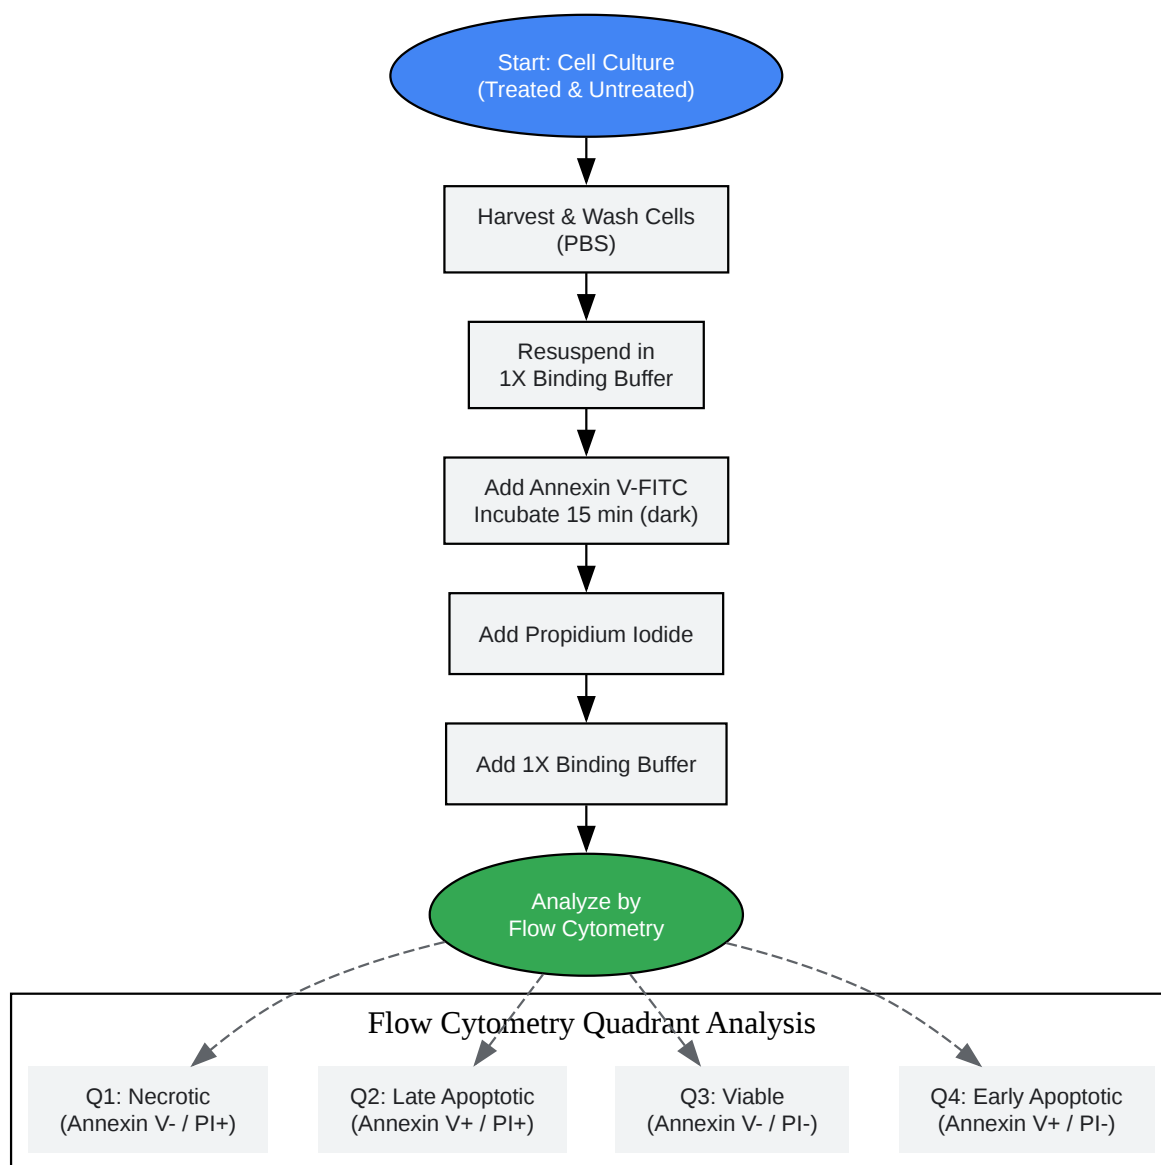 Start: Cell Culture
(Treated & Untreated)
Harvest & Wash Cells
(PBS)
Resuspend in
1X Binding Buffer
Add Annexin V-FITC
Incubate 15 min (dark)
Add Propidium Iodide
Add 1X Binding Buffer
Analyze by
Flow Cytometry
Flow Cytometry Quadrant Analysis
Q1: Necrotic
(Annexin V- / PI+)
Q2: Late Apoptotic
(Annexin V+ / PI+)
Q3: Viable
(Annexin V- / PI-)
Q4: Early Apoptotic
(Annexin V+ / PI-)